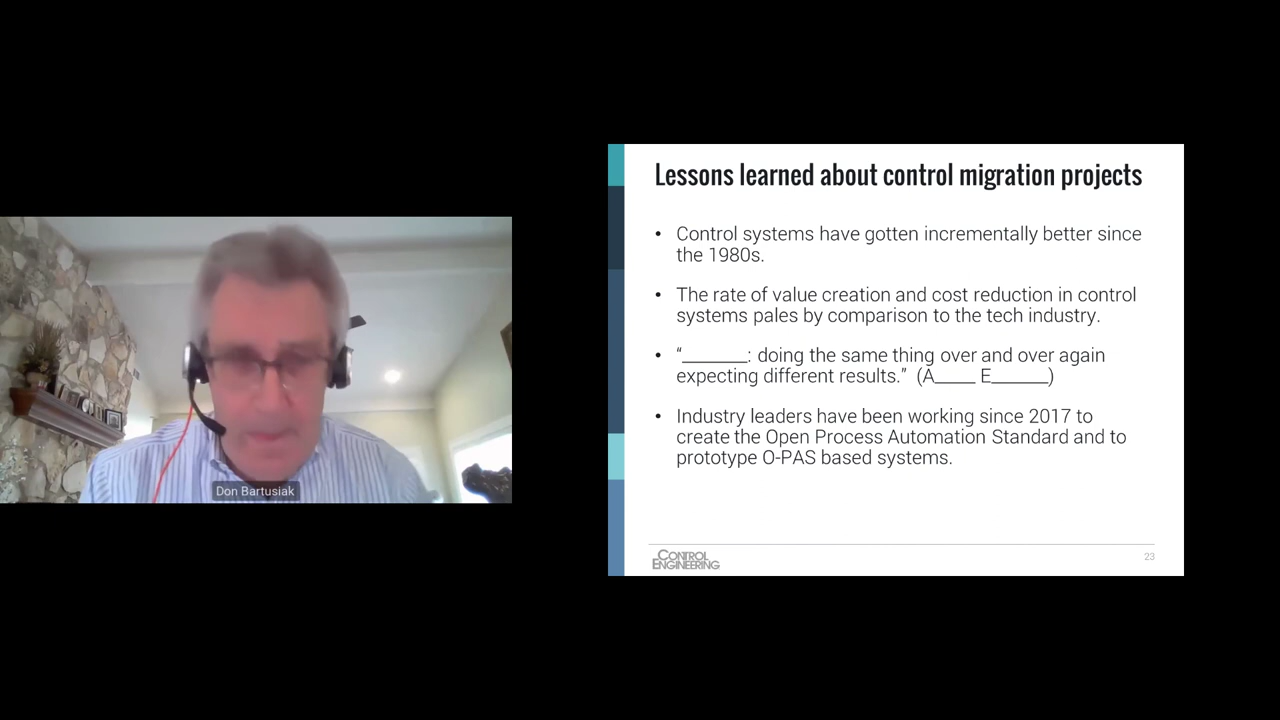 Lessons learned about control migration projects
• Control systems have gotten incrementally better since
the 1980s.
• The rate of value creation and cost reduction in control
systems pales by comparison to the tech industry.
• “_______: doing the same thing over and over again
expecting different results.” (A____ E______)
• Industry leaders have been working since 2017 to
create the Open Process Automation Standard and to
prototype O-PAS based systems.
Don Bartusiak
CONTROL
ENGINEERING
23